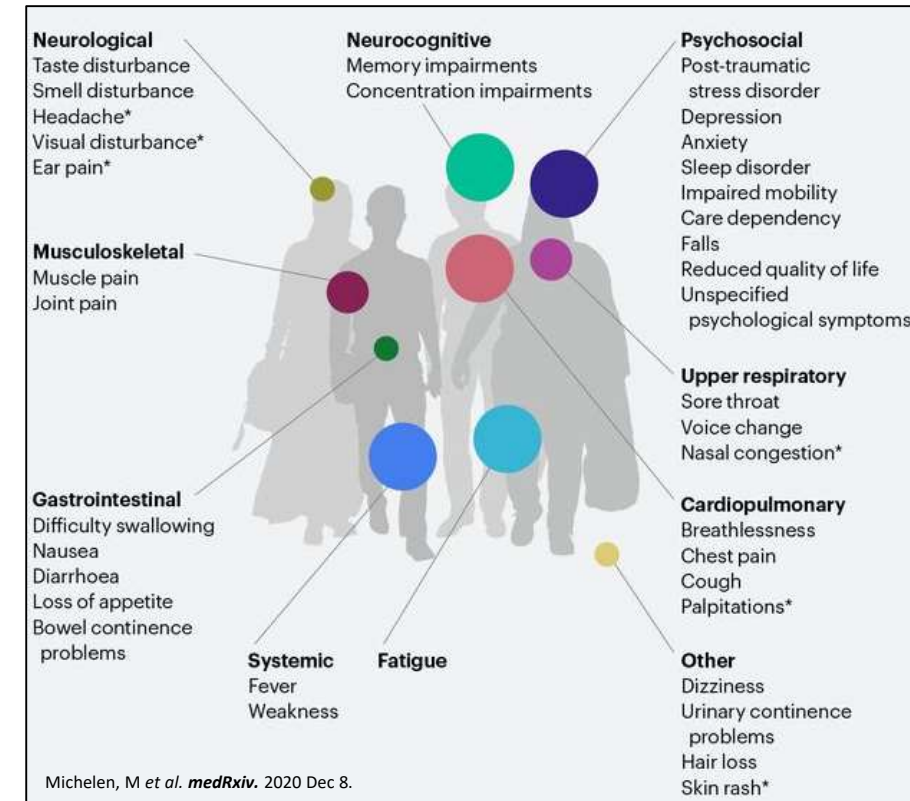 Neurological
Taste disturbance
Smell disturbance
Headache*
Visual disturbance*
Ear pain*
Musculoskeletal
Muscle pain
Joint pain
Gastrointestinal
Difficulty swallowing
Nausea
Diarrhoea
Loss of appetite
Bowel continence
problems
Systemic
Fever
Weakness
Fatigue
Neurocognitive
Memory impairments
Concentration impairments
Psychosocial
Post-traumatic
stress disorder
Depression
Anxiety
Sleep disorder
Impaired mobility
Care dependency
Falls
Reduced quality of life
Unspecified
psychological symptoms
Upper respiratory
Sore throat
Voice change
Nasal congestion*
Cardiopulmonary
Breathlessness
Chest pain
Cough
Palpitations*
Other
Dizziness
Urinary continence
problems
Hair loss
Skin rash*
Michelen, M et al. medRxiv. 2020 Dec 8.